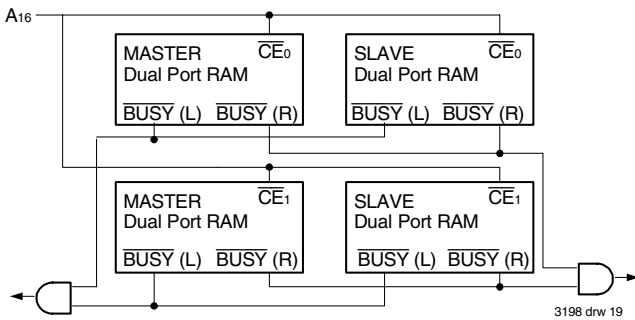 A16
MASTER CE0 SLAVE CE0
Dual Port RAM Dual Port RAM
BUSY (L) BUSY (R) BUSY (L) BUSY (R)
MASTER CE1 SLAVE CE1
Dual Port RAM Dual Port RAM
BUSY (L) BUSY (R) BUSY (L) BUSY (R)
3198 drw 19